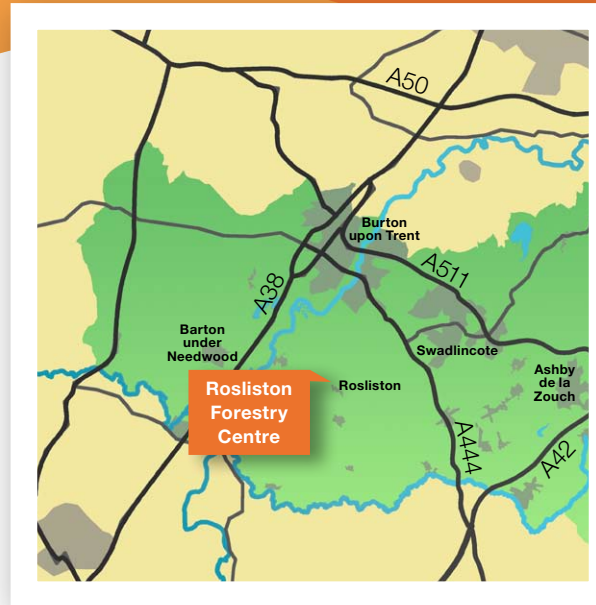 A50
Burton
upon Trent
A511
A38
Barton
under
Needwood
Swadlincote
Rosliston
Forestry
Centre
Rosliston
Ashby
de la
Zouch
A444
A42